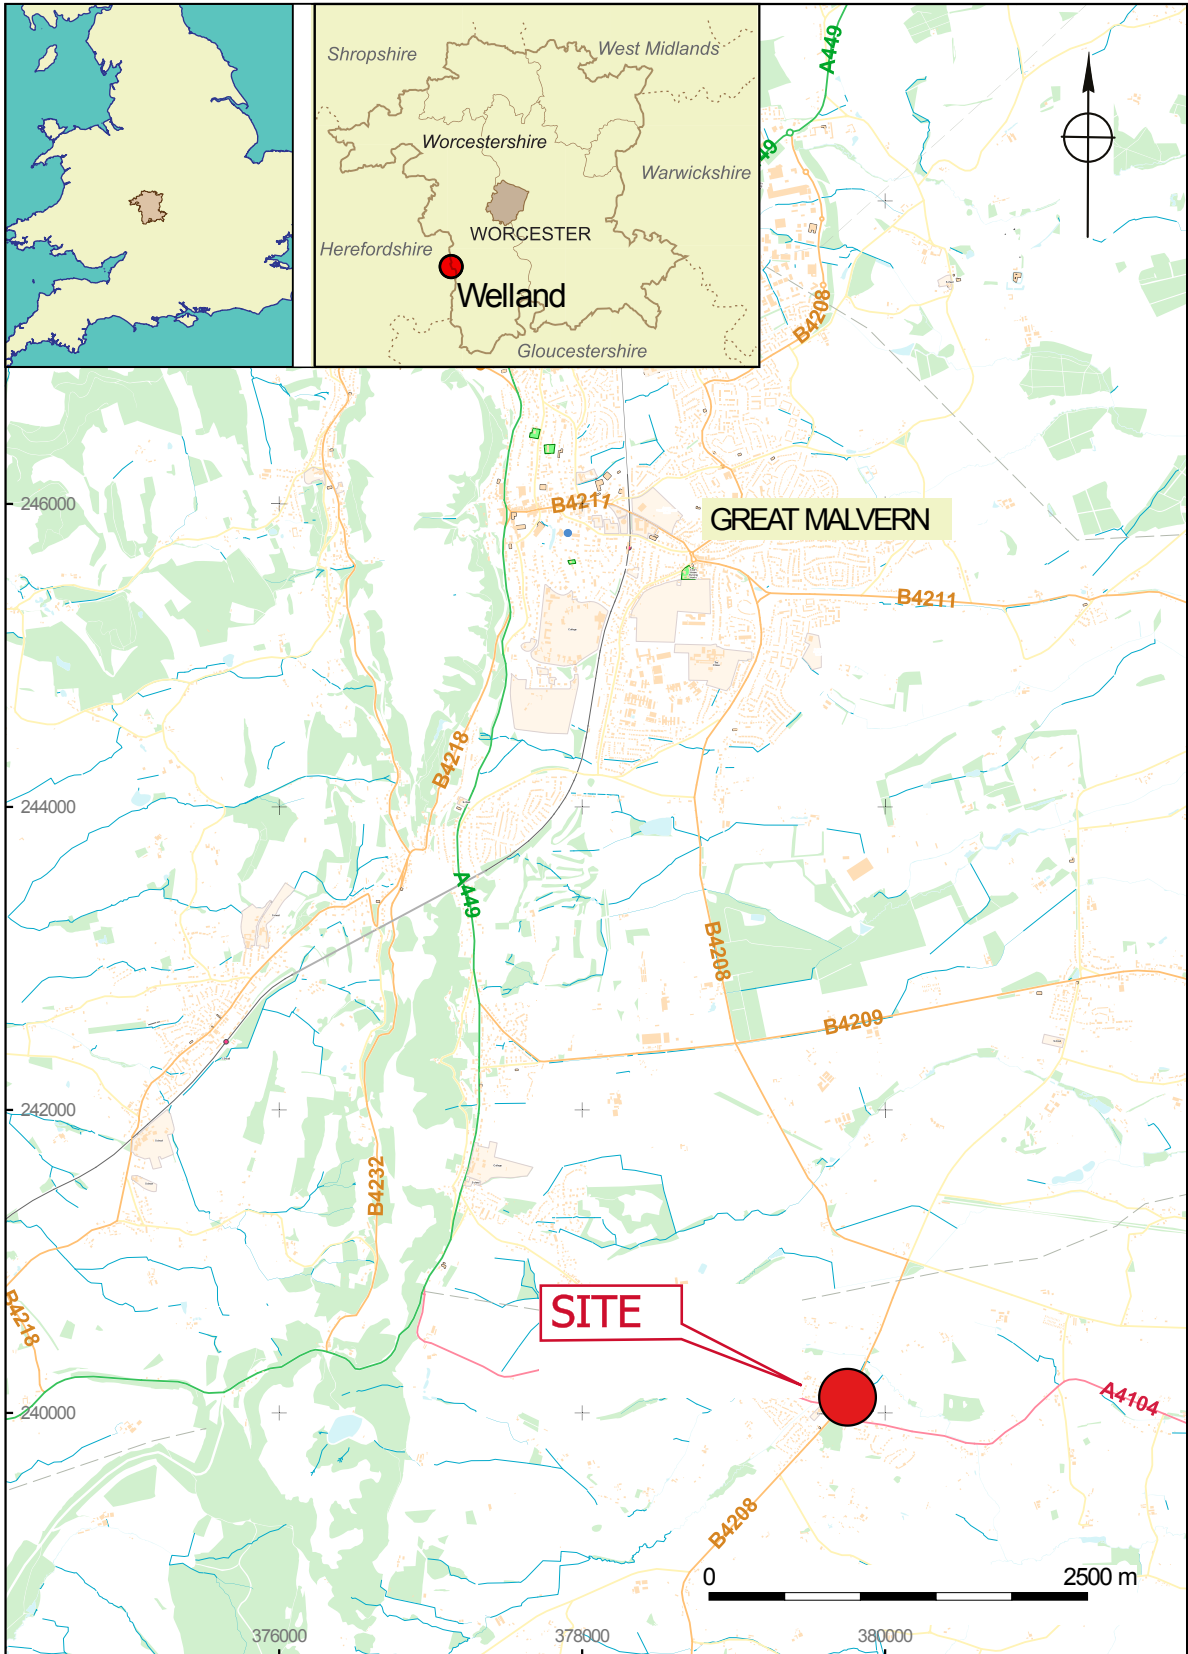 Shropshire
West Midlands
Worcestershire
Warwickshire
WORCESTER
Herefordshire
Welland
Gloucestershire
A449
49
B4208
246000
B4211
GREAT MALVERN
B4211
B4218
244000
A449
B4208
B4209
242000
B4232
B4218
SITE
240000
A4104
B4208
0
2500 m
376000
378000
380000